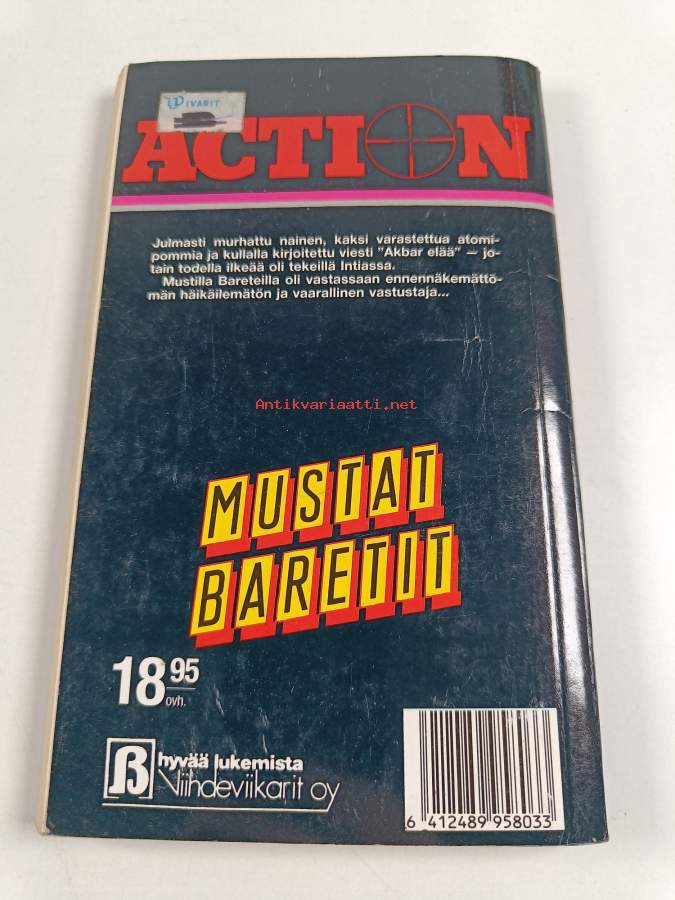 DIVARIT
ACTION
Julmasti murhattu nainen, kaksi varastettua atomi-
pommia ja kullalla kirjoitettu viesti "Akbar elää" — jo-
tain todella ilkeää oli tekeillä Intiassa.
Mustilla Bareteilla oli vastassaan ennennäkemättö-
män häikäilemätön ja vaarallinen vastustaja...
Antikvariaatti.net
MUSTAT
BARETIT
18 95
ovh.
hyvää lukemista
Viihdeviikarit oy
6 412489 958033